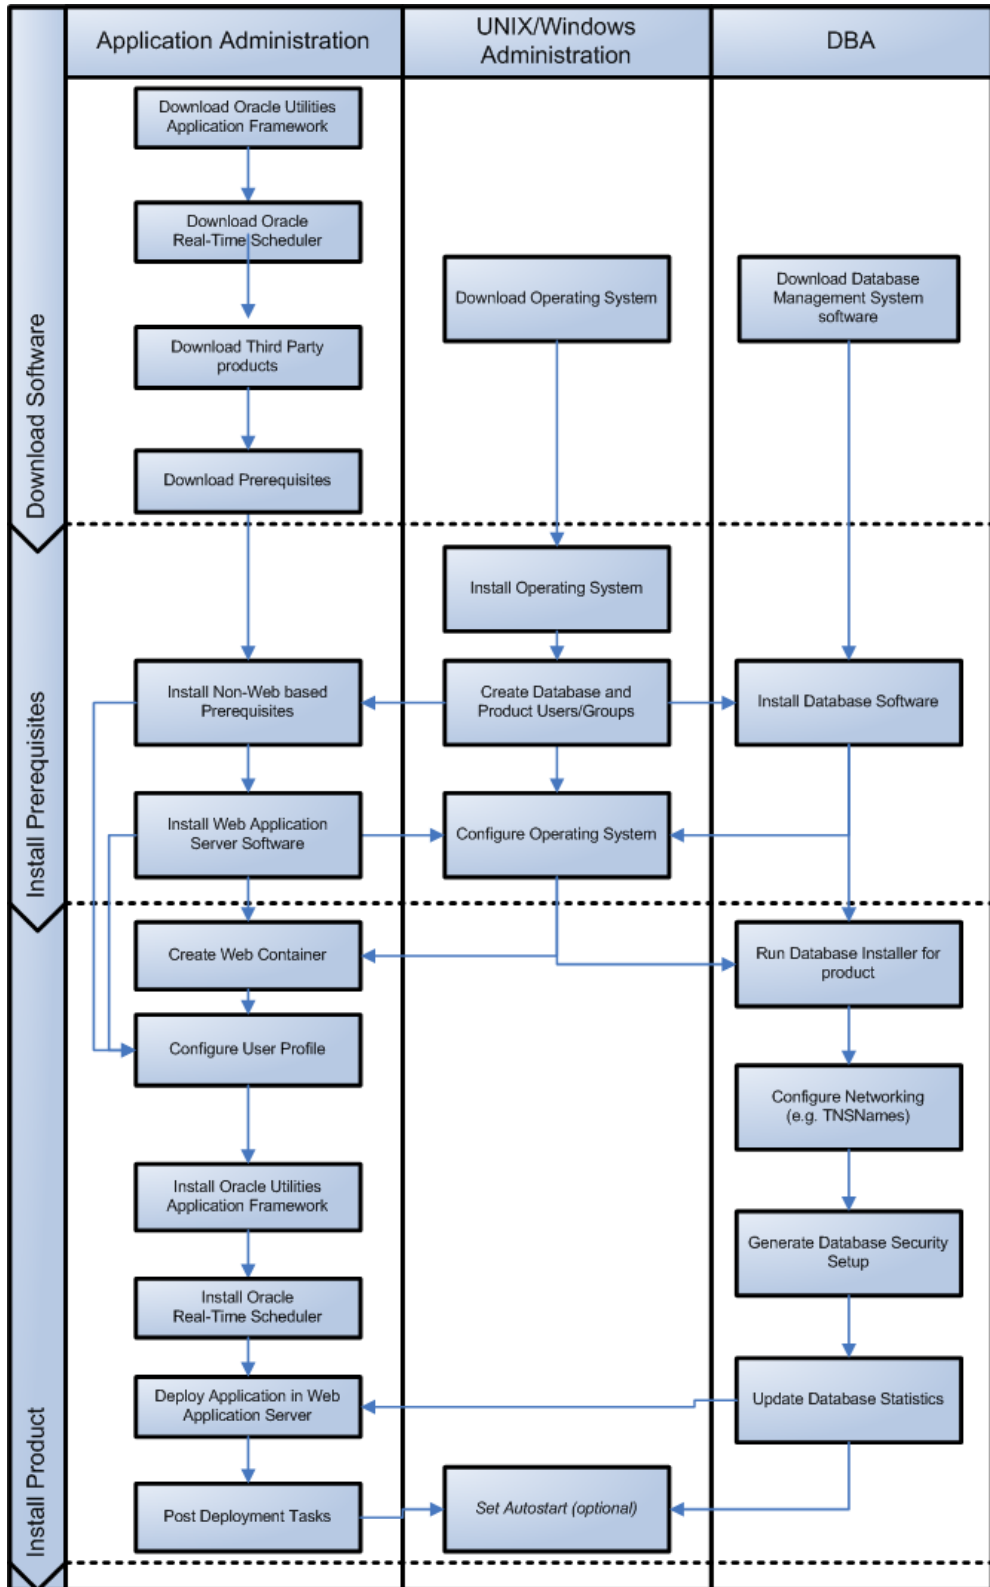 Application Administration
UNIX/Windows
Administration
DBA
Download Software
Download Oracle Utilities
Application Framework
Download Oracle
Real-Time Scheduler
Download Operating System
Download Database
Management System
software
Download Third Party
products
Download Prerequisites
Install Prerequisites
Install Operating System
Install Non-Web based
Prerequisites
Create Database and
Product Users/Groups
Install Database Software
Install Web Application
Server Software
Configure Operating System
Install Product
Create Web Container
Run Database Installer for
product
Configure User Profile
Configure Networking
(e.g. TNSNames)
Install Oracle Utilities
Application Framework
Generate Database Security
Setup
Install Oracle
Real-Time Scheduler
Deploy Application in Web
Application Server
Update Database Statistics
Post Deployment Tasks
Set Autostart (optional)